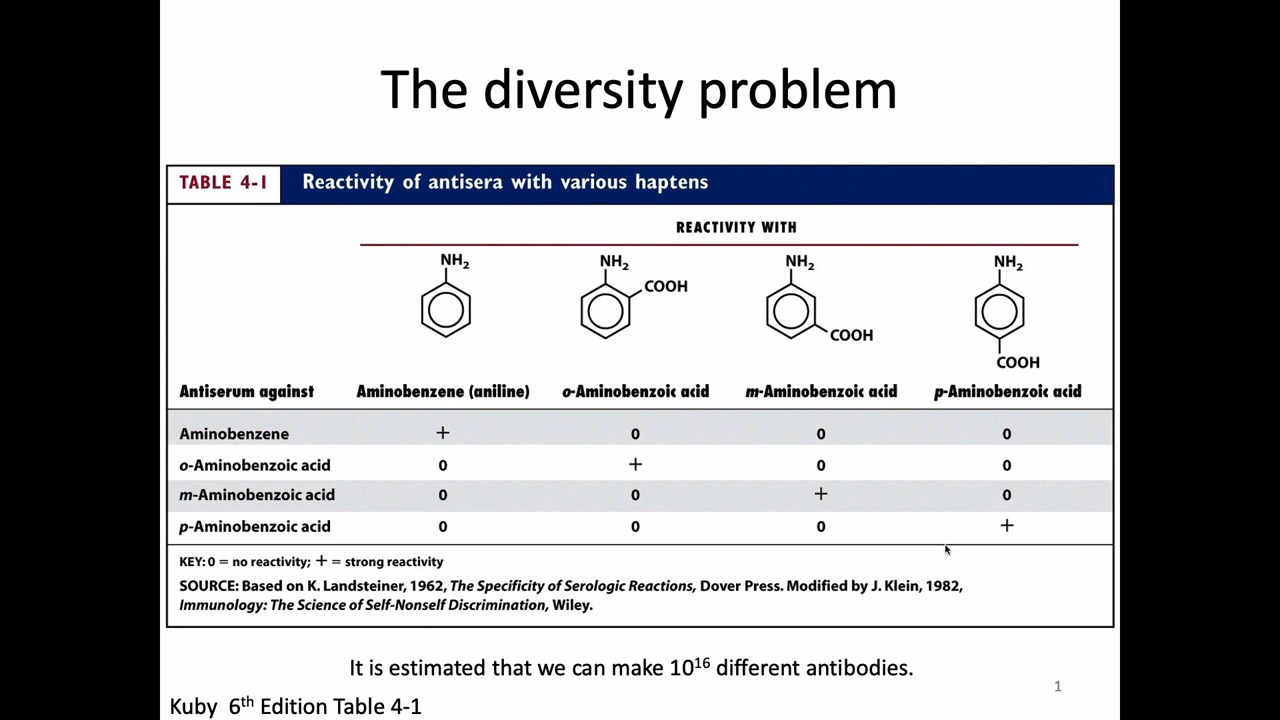 The diversity problem
TABLE 4-1 Reactivity of antisera with various haptens
REACTIVITY WITH
NH₂ NH₂ NH₂ NH₂
COOH
COOH
COOH
Antiserum against Aminobenzene (aniline) o-Aminobenzoic acid m-Aminobenzoic acid p-Aminobenzoic acid
Aminobenzene + 0 0 0
o-Aminobenzoic acid 0 + 0 0
m-Aminobenzoic acid 0 0 + 0
p-Aminobenzoic acid 0 0 0 +
KEY: 0 = no reactivity; + = strong reactivity
SOURCE: Based on K. Landsteiner, 1962, The Specificity of Serologic Reactions, Dover Press. Modified by J. Klein, 1982,
Immunology: The Science of Self-Nonself Discrimination, Wiley.
It is estimated that we can make 10¹⁶ different antibodies.
1
Kuby 6ᵗʰ Edition Table 4-1